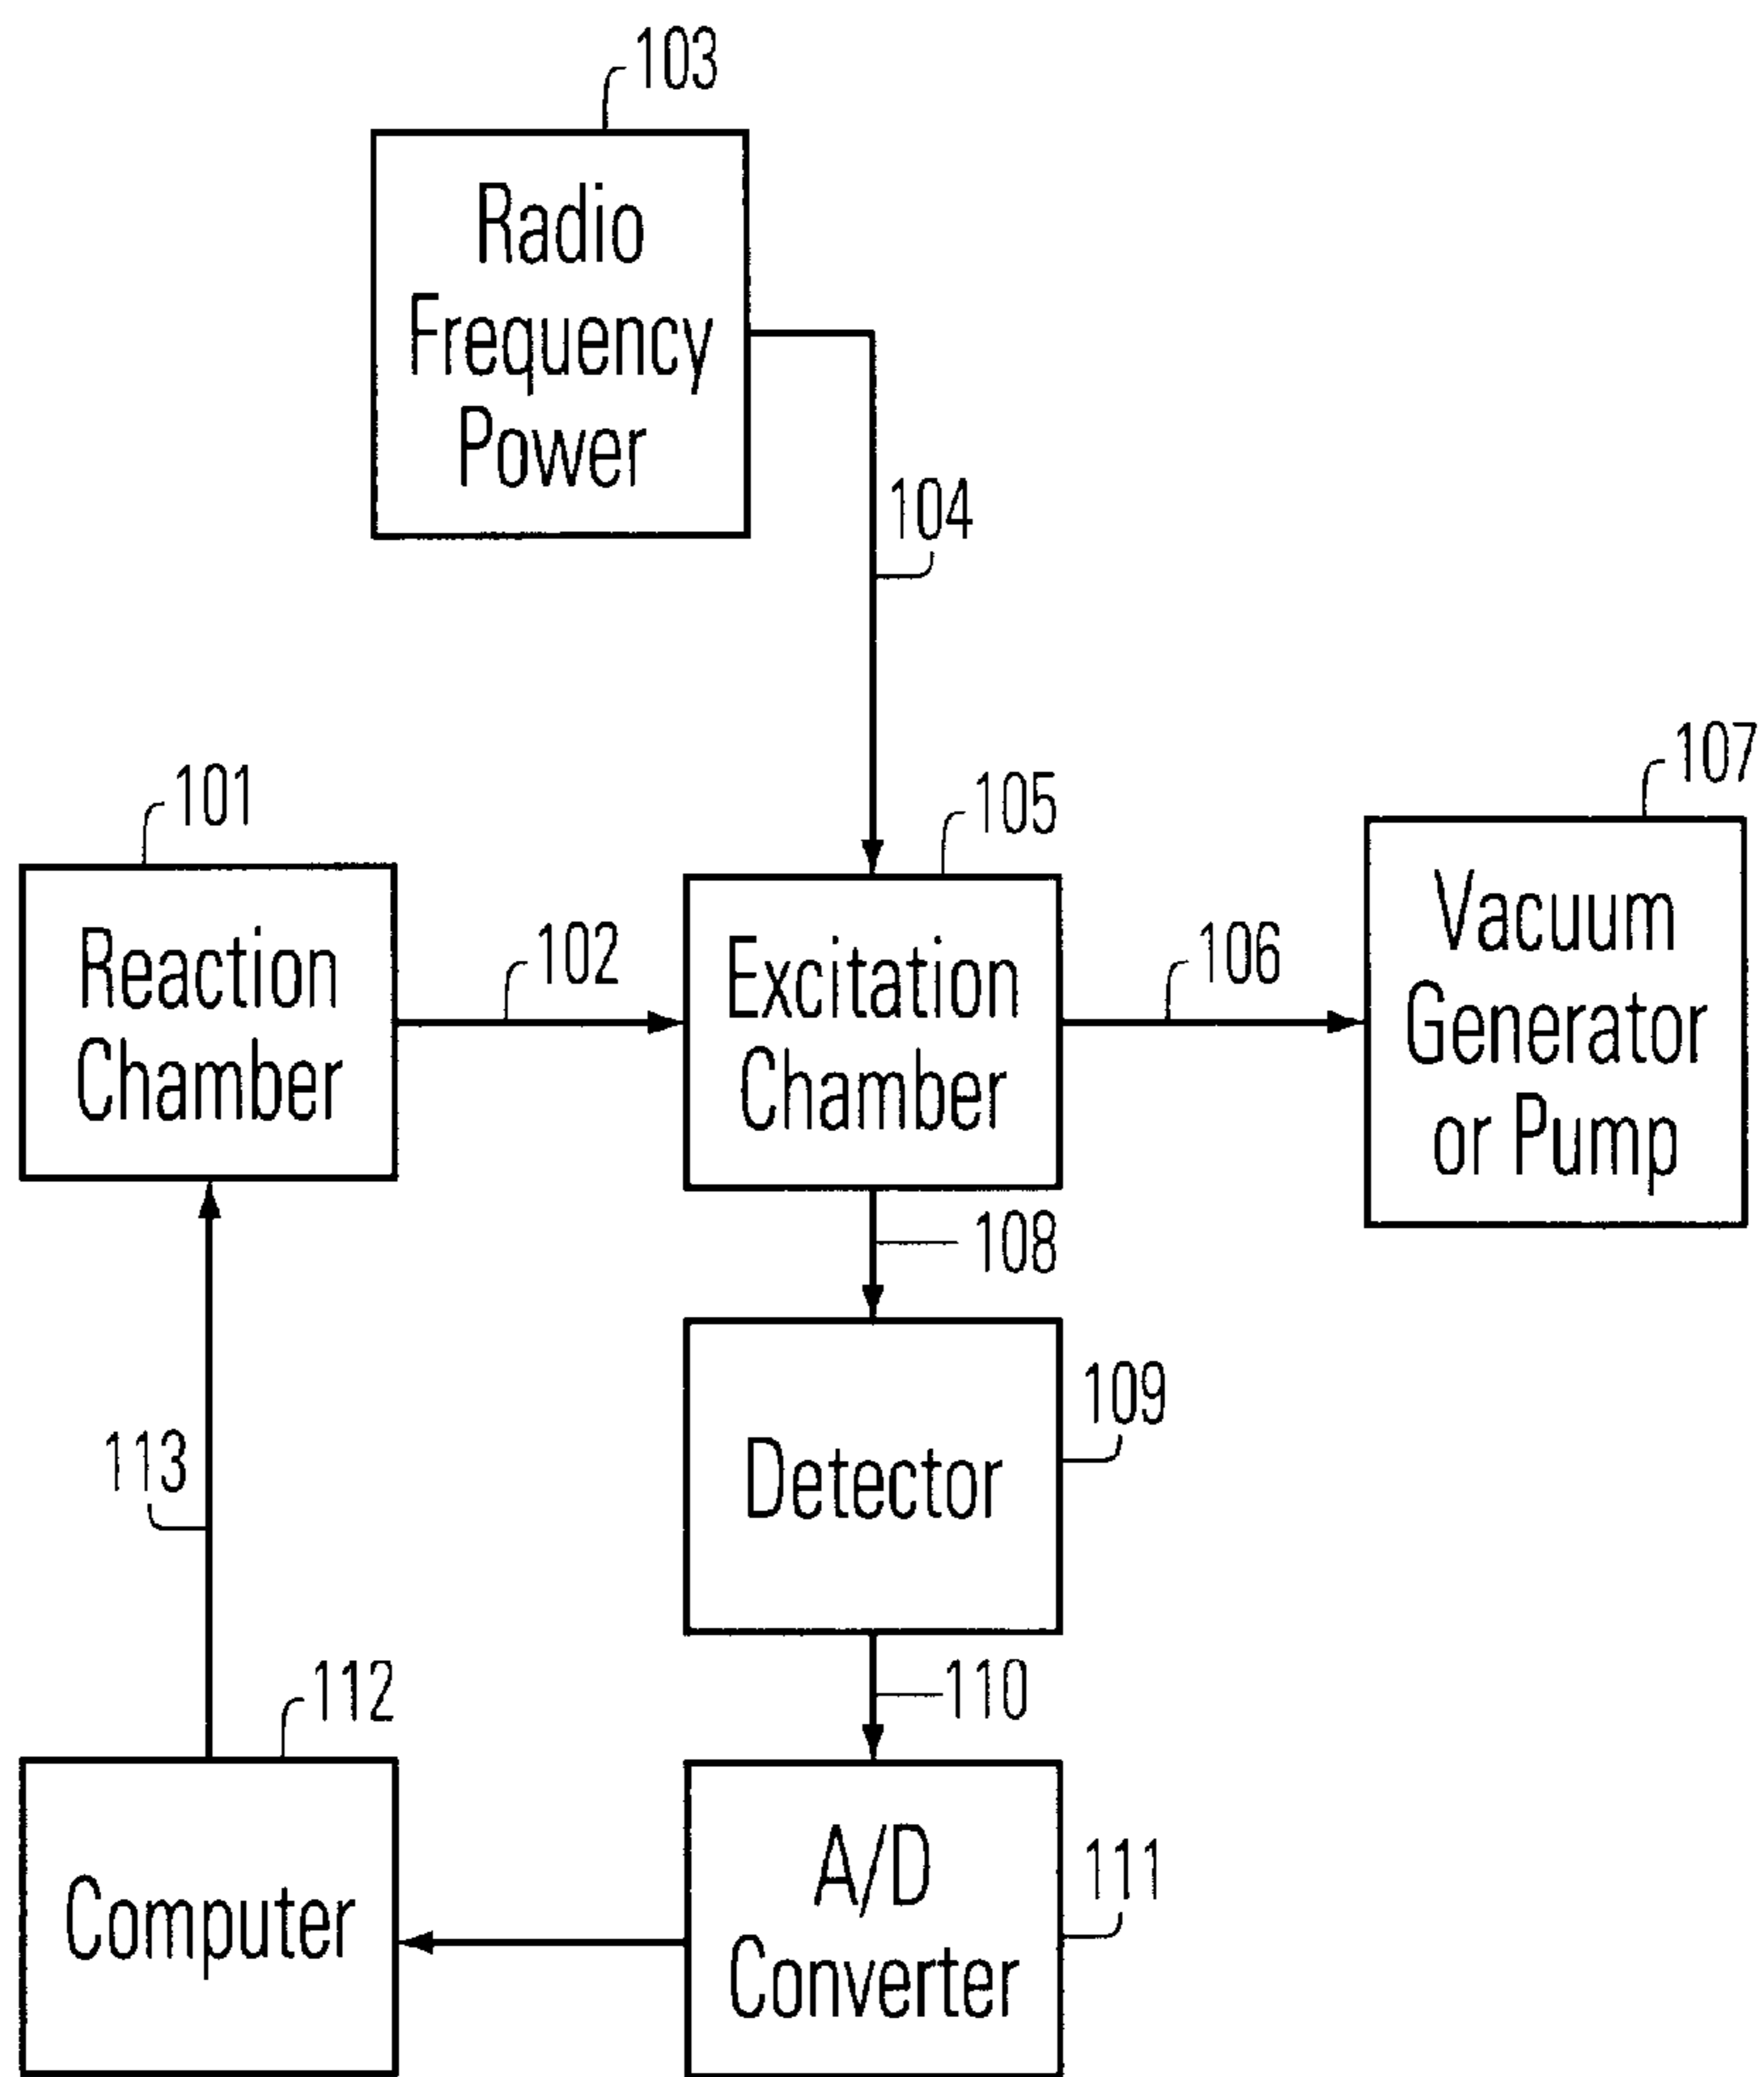 103
Radio
Frequency
Power
104
101
105
107
Reaction
Chamber
102
Excitation
Chamber
106
Vacuum
Generator
or Pump
108
Detector
109
113
110
112
Computer
A/D
Converter
111